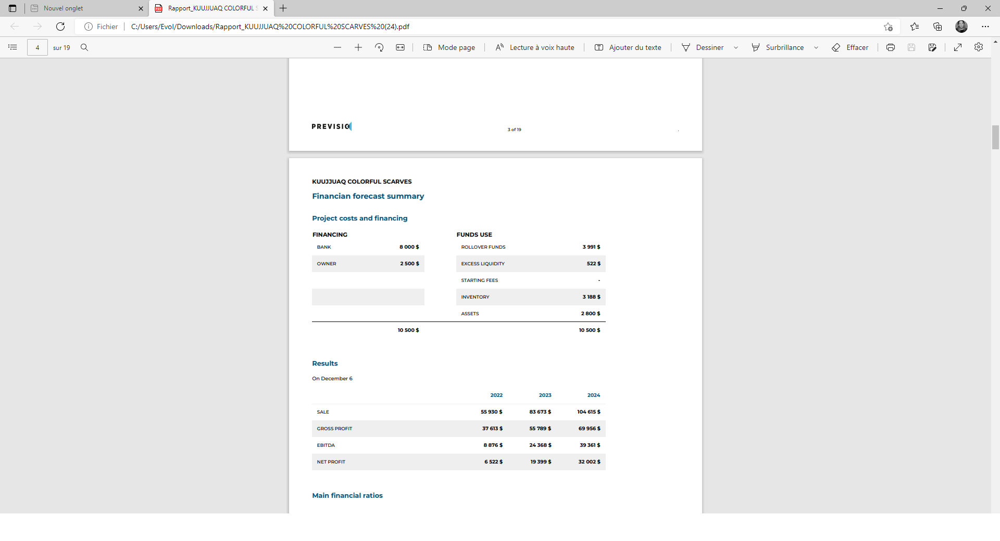 Nouvel onglet
Rapport_KUUJJUAQ COLORFUL S
Fichier
C:/Users/Evol/Downloads/Rapport_KUUJJUAQ%20COLORFUL%20SCARVES%20(24).pdf
4 sur 19
Mode page
Lecture à voix haute
Ajouter du texte
Dessiner
Surbrillance
Effacer
PREVISIO
3 of 19
KUUJJUAQ COLORFUL SCARVES
Financian forecast summary
Project costs and financing
FINANCING FUNDS USE
BANK 8 000 $ ROLLOVER FUNDS 3 991 $
OWNER 2 500 $ EXCESS LIQUIDITY 522 $
STARTING FEES -
INVENTORY 3 188 $
ASSETS 2 800 $
10 500 $ 10 500 $
Results
On December 6
2022 2023 2024
SALE 55 930 $ 83 673 $ 104 615 $
GROSS PROFIT 37 613 $ 55 789 $ 69 956 $
EBITDA 8 876 $ 24 368 $ 39 361 $
NET PROFIT 6 522 $ 19 399 $ 32 002 $
Main financial ratios